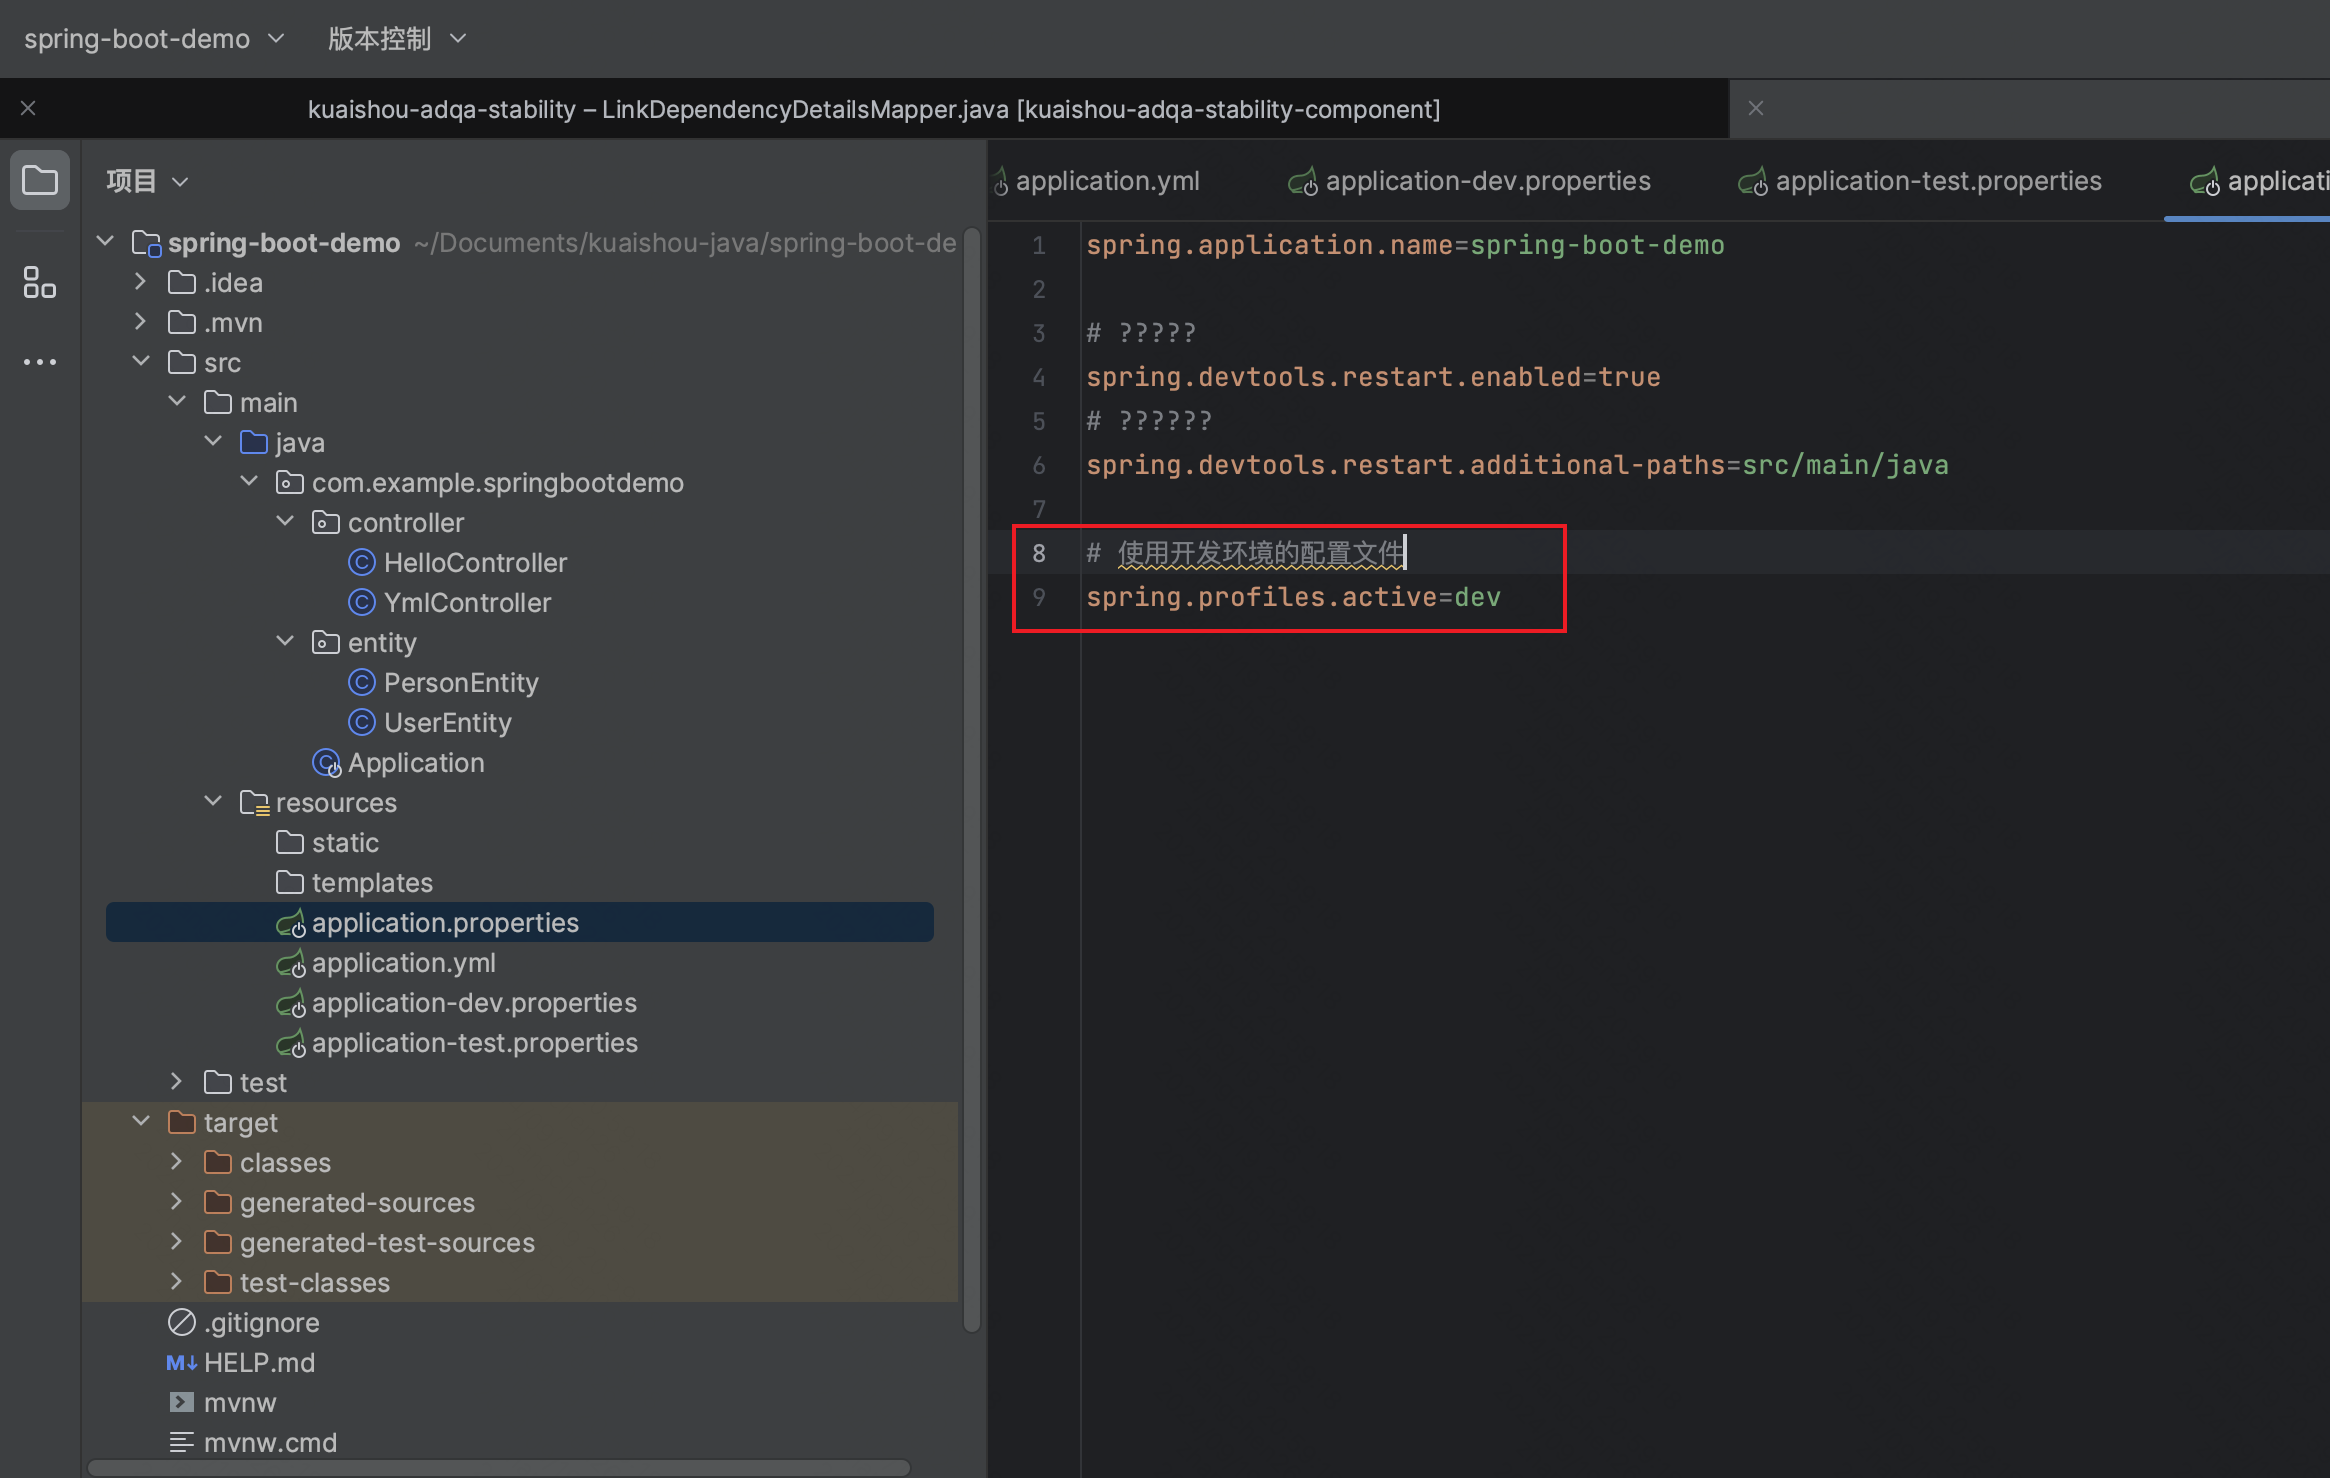 spring-boot-demo 版本控制
kuaishou-adqa-stability – LinkDependencyDetailsMapper.java [kuaishou-adqa-stability-component]
项目
spring-boot-demo ~/Documents/kuaishou-java/spring-boot-de
.idea
.mvn
src
main
java
com.example.springbootdemo
controller
HelloController
YmlController
entity
PersonEntity
UserEntity
Application
resources
static
templates
application.properties
application.yml
application-dev.properties
application-test.properties
test
target
classes
generated-sources
generated-test-sources
test-classes
.gitignore
HELP.md
mvnw
mvnw.cmd
application.yml application-dev.properties application-test.properties applicati
1 spring.application.name=spring-boot-demo
2
3 # ?????
4 spring.devtools.restart.enabled=true
5 # ??????
6 spring.devtools.restart.additional-paths=src/main/java
7
8 # 使用开发环境的配置文件
9 spring.profiles.active=dev